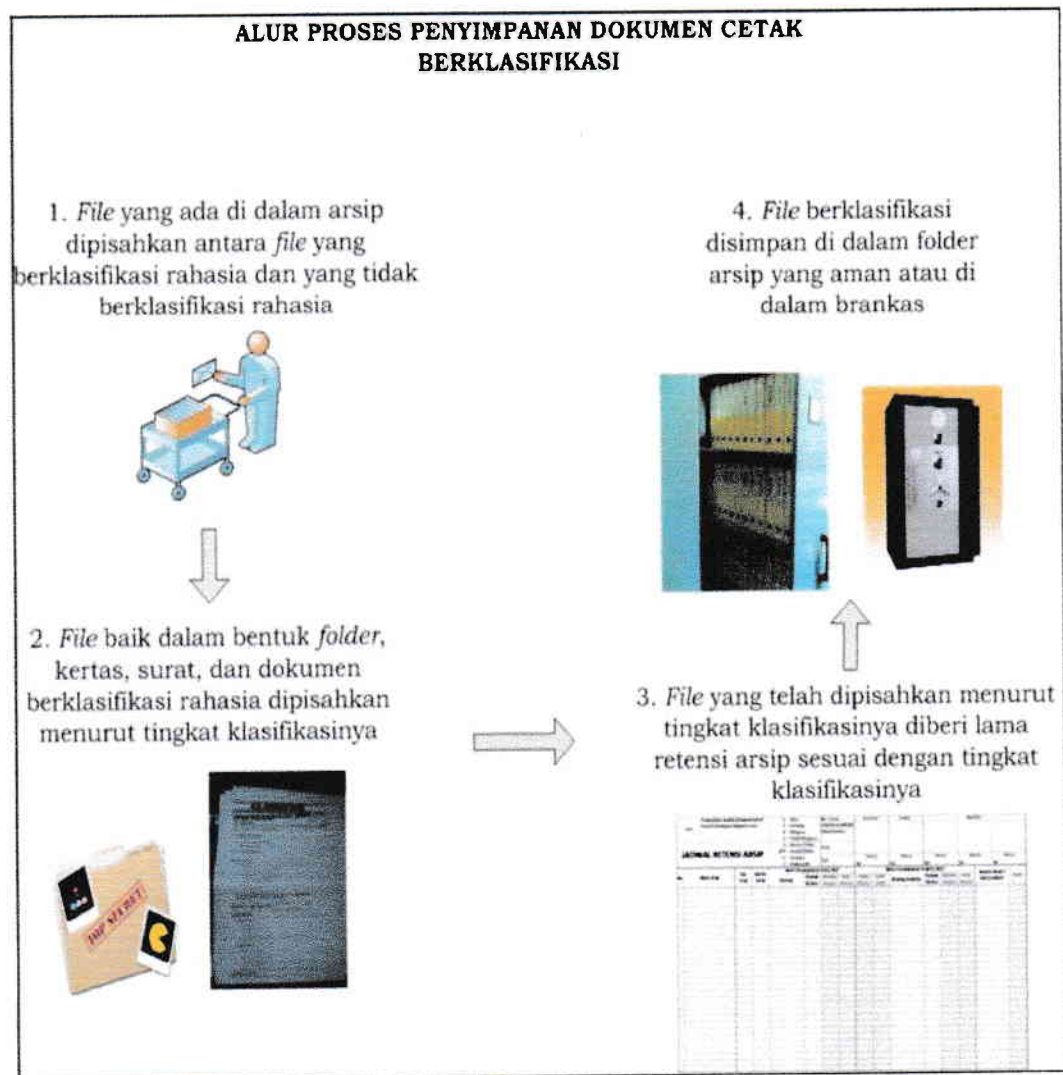 ALUR PROSES PENYIMPANAN DOKUMEN CETAK
BERKLASIFIKASI
1. File yang ada di dalam arsip
dipisahkan antara file yang
berklasifikasi rahasia dan yang tidak
berklasifikasi rahasia
2. File baik dalam bentuk folder,
kertas, surat, dan dokumen
berklasifikasi rahasia dipisahkan
menurut tingkat klasifikasinya
TOP SECRET
3. File yang telah dipisahkan menurut
tingkat klasifikasinya diberi lama
retensi arsip sesuai dengan tingkat
klasifikasinya
JADWAL RETENSI ARSIP
4. File berklasifikasi
disimpan di dalam folder
arsip yang aman atau di
dalam brankas